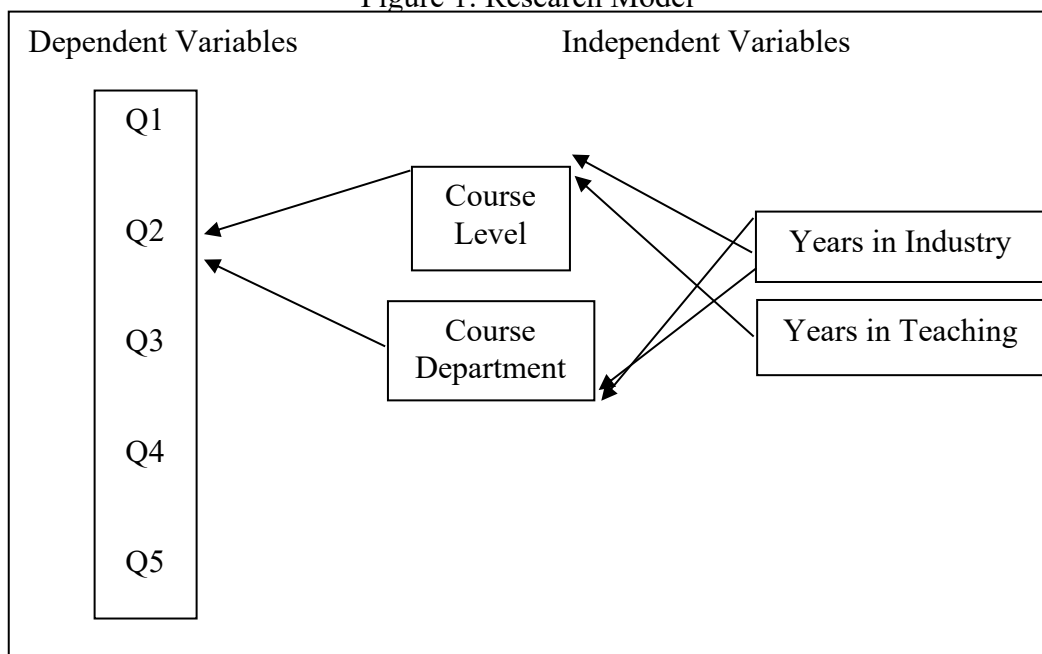 Figure 1: Research Model
Dependent Variables
Independent Variables
Q1
Q2
Q3
Q4
Q5
Course
Level
Course
Department
Years in Industry
Years in Teaching